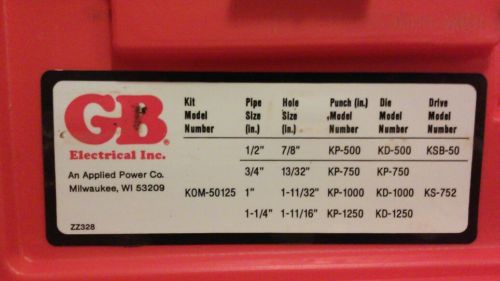 GB®
Electrical Inc.
An Applied Power Co.
Milwaukee, WI 53209
ZZ328
Kit Model Number Pipe Size (in.) Hole Size (in.) Punch (in.) Model Number Die Model Number Drive Model Number
1/2" 7/8" KP-500 KD-500 KSB-50
3/4" 13/32" KP-750 KP-750
KOM-50125 1" 1-11/32" KP-1000 KD-1000 KS-752
1-1/4" 1-11/16" KP-1250 KD-1250